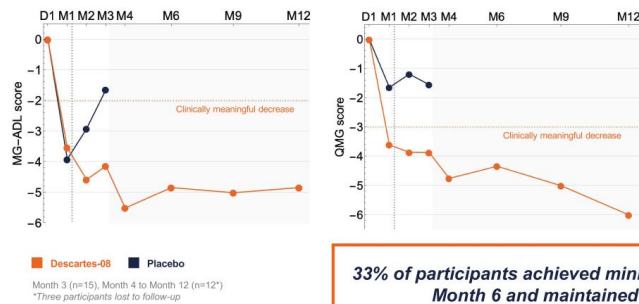 D1 M1 M2 M3 M4 M6 M9 M12
0
−1
−2
−3
−4
−5
−6
MG−ADL score
Clinically meaningful decrease
D1 M1 M2 M3 M4 M6 M9 M12
0
−1
−2
−3
−4
−5
−6
QMG score
Clinically meaningful decrease
Descartes-08 Placebo
Month 3 (n=15), Month 4 to Month 12 (n=12*)
*Three participants lost to follow-up
33% of participants achieved mini
Month 6 and maintained